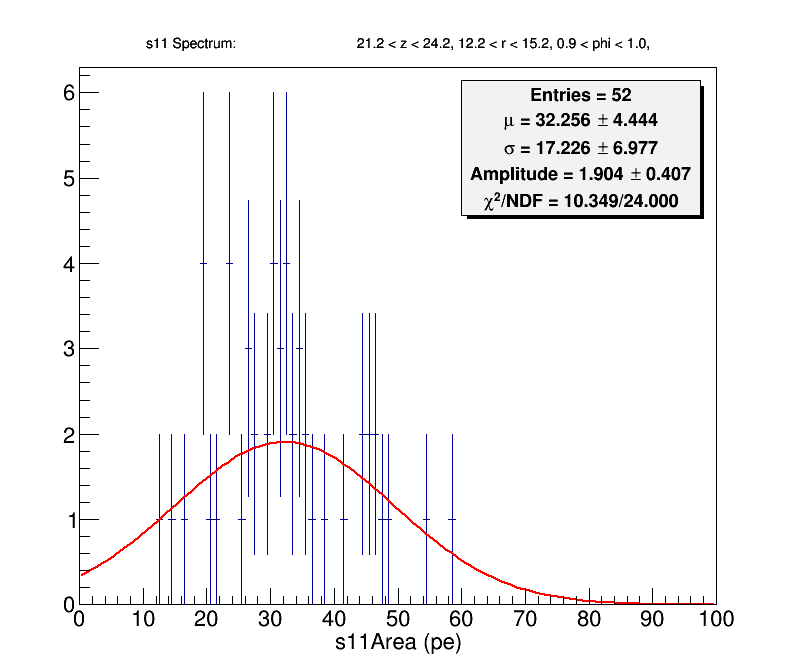 s11 Spectrum: 21.2 < z < 24.2, 12.2 < r < 15.2, 0.9 < phi < 1.0,
Entries = 52
μ = 32.256 ± 4.444
σ = 17.226 ± 6.977
Amplitude = 1.904 ± 0.407
χ²/NDF = 10.349/24.000
6
5
4
3
2
1
0
0 10 20 30 40 50 60 70 80 90 100
s11Area (pe)